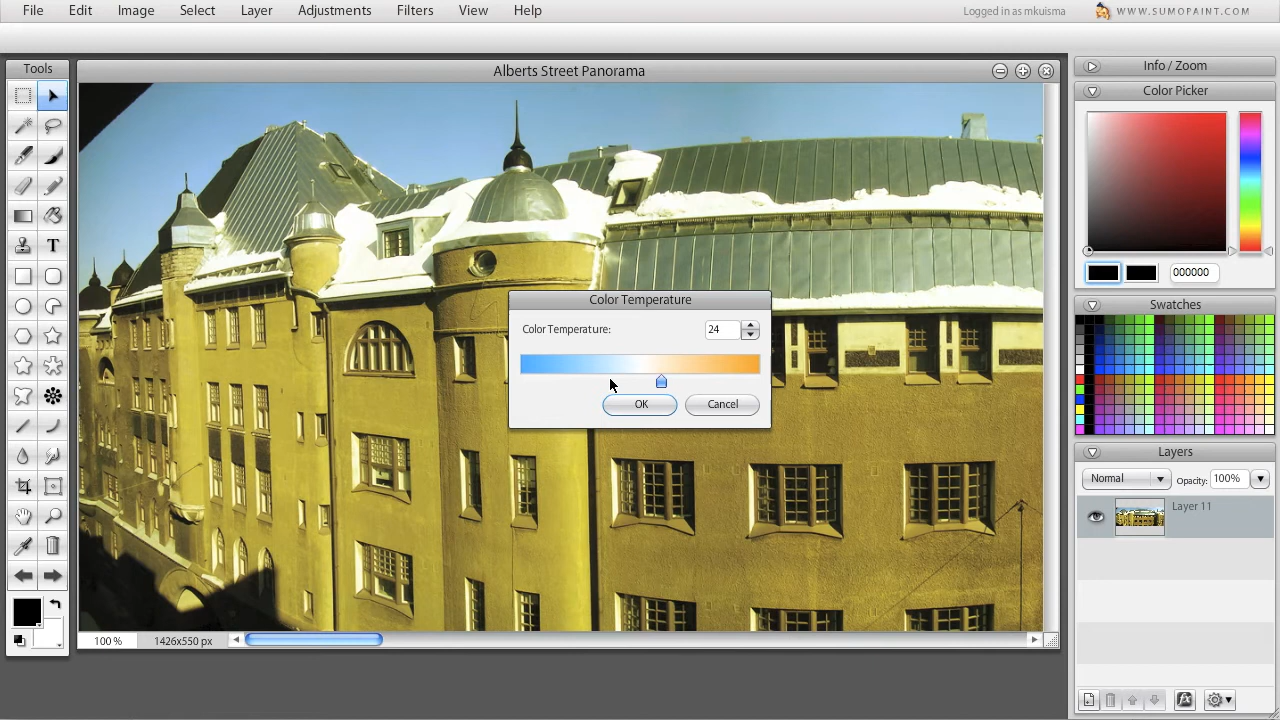 File Edit Image Select Layer Adjustments Filters View Help
Logged in as mkuisma
WWW.SUMOPAINT.COM
Tools
Alberts Street Panorama
Info / Zoom
Color Picker
000000
Swatches
Color Temperature
Color Temperature: 24
OK Cancel
Layers
Normal Opacity: 100%
Layer 11
T
100 % 1426x550 px
fx